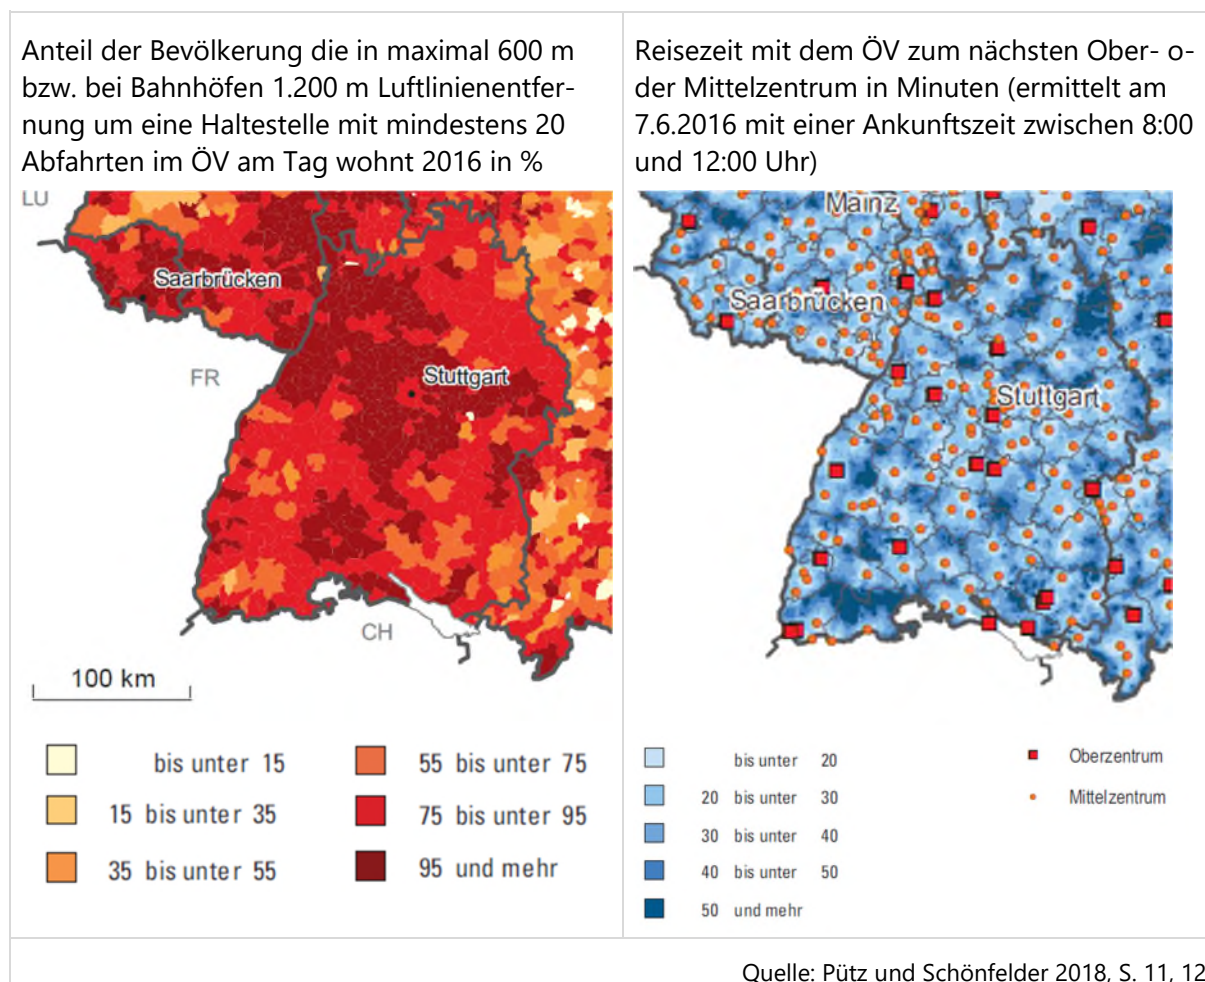 Anteil der Bevölkerung die in maximal 600 m
bzw. bei Bahnhöfen 1.200 m Luftlinienentfer-
nung um eine Haltestelle mit mindestens 20
Abfahrten im ÖV am Tag wohnt 2016 in %
LU
Saarbrücken
FR
Stuttgart
CH
100 km
bis unter 15
15 bis unter 35
35 bis unter 55
55 bis unter 75
75 bis unter 95
95 und mehr
Reisezeit mit dem ÖV zum nächsten Ober- o-
der Mittelzentrum in Minuten (ermittelt am
7.6.2016 mit einer Ankunftszeit zwischen 8:00
und 12:00 Uhr)
Mainz
Saarbrücken
Stuttgart
bis unter 20
20 bis unter 30
30 bis unter 40
40 bis unter 50
50 und mehr
Oberzentrum
Mittelzentrum
Quelle: Pütz und Schönfelder 2018, S. 11, 12